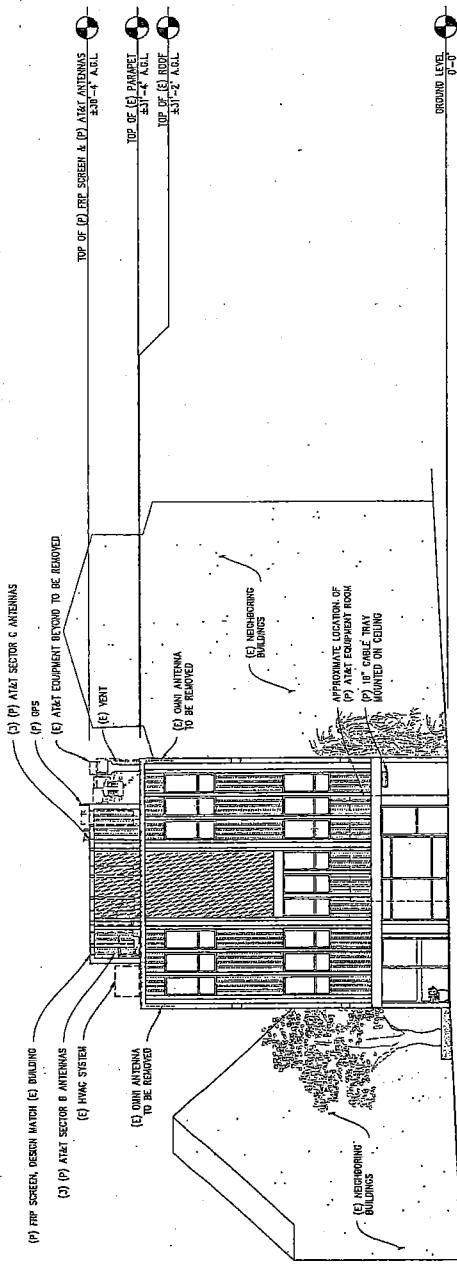 TOP OF (P) FRP SCREEN & (P) AT&T ANTENNAS
±38'-4" A.G.L.
TOP OF (E) PARAPET
±31'-4" A.G.L.
TOP OF (E) ROOF
±31'-2" A.G.L.
GROUND LEVEL
0'-0"
(3) (P) AT&T SECTOR C ANTENNAS
(P) GPS
(E) AT&T EQUIPMENT BEYOND TO BE REMOVED
(E) VENT
(E) OMNI ANTENNA
TO BE REMOVED
(E) NEIGHBORING
BUILDINGS
APPROXIMATE LOCATION OF
(P) AT&T EQUIPMENT ROOM
(P) 18" CABLE TRAY
MOUNTED ON CEILING
(P) FRP SCREEN, DESIGN MATCH (E) BUILDING
(3) (P) AT&T SECTOR B ANTENNAS
(E) HVAC SYSTEM
(E) OMNI ANTENNA
TO BE REMOVED
(E) NEIGHBORING
BUILDINGS